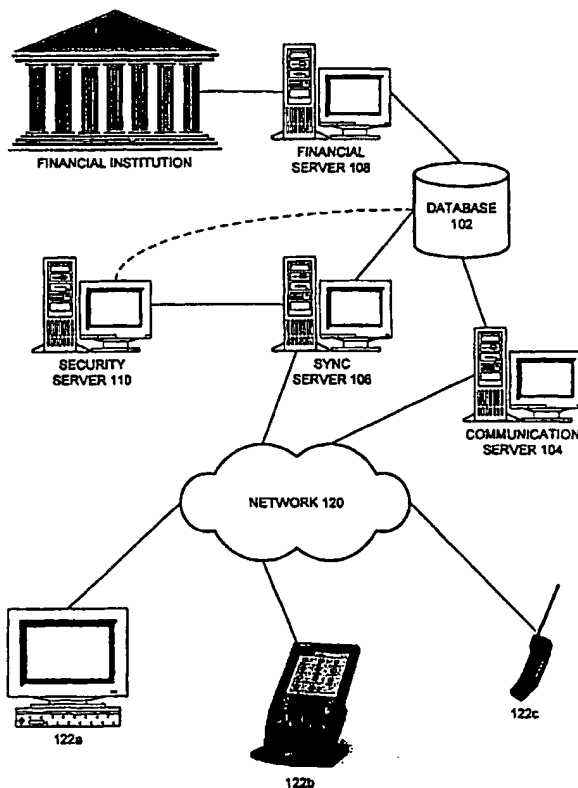 FINANCIAL INSTITUTION
FINANCIAL
SERVER 108
DATABASE
102
SECURITY
SERVER 110
SYNC
SERVER 106
COMMUNICATION
SERVER 104
NETWORK 120
122a
122b
122c